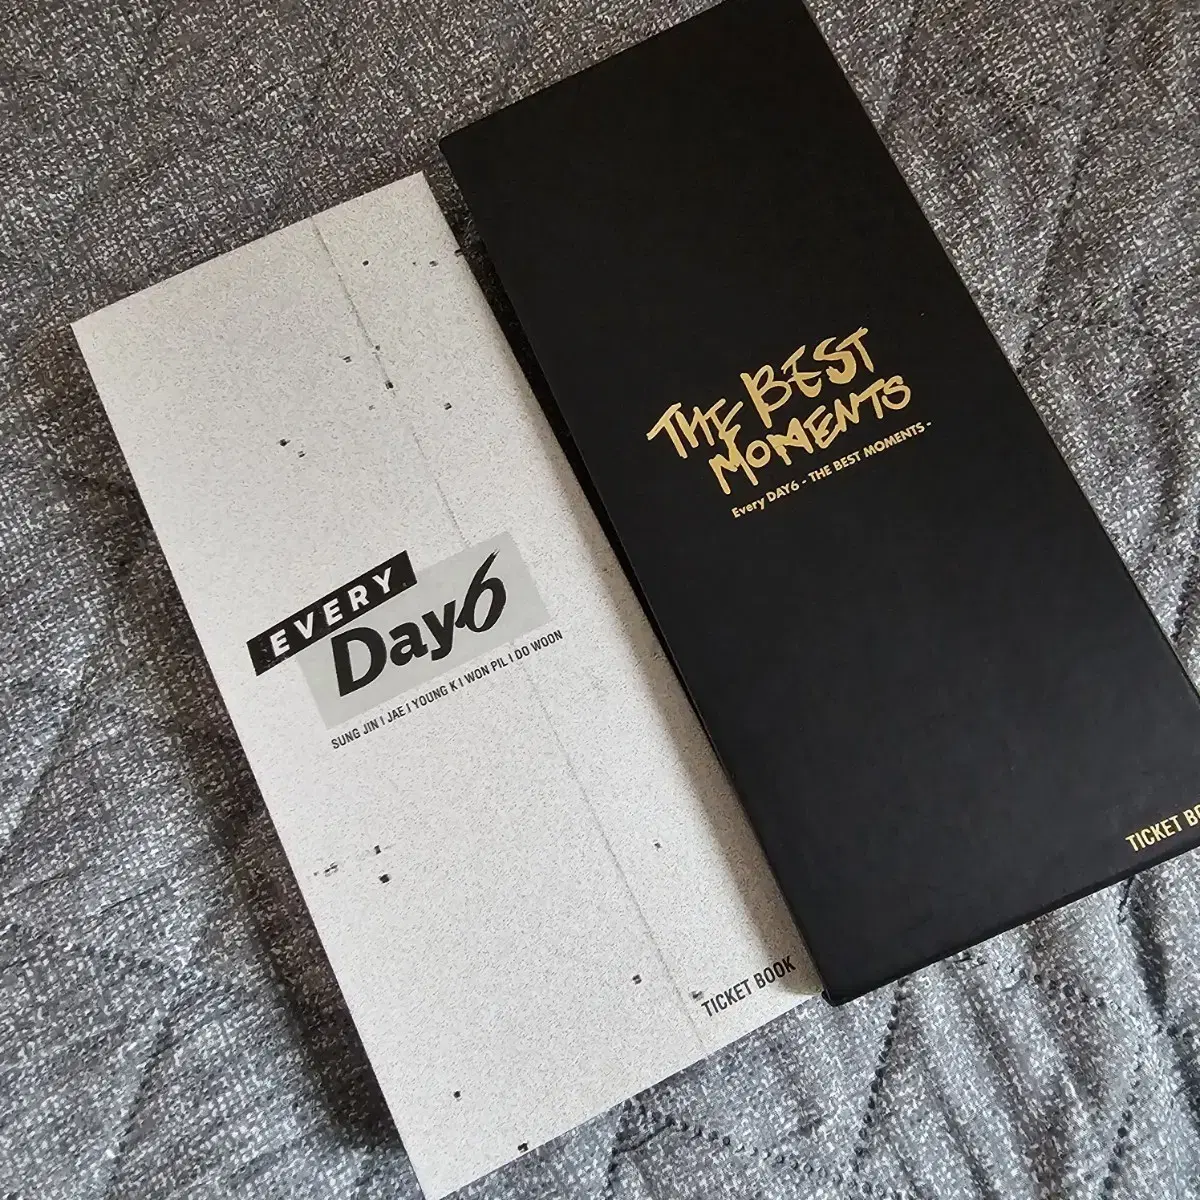 EVERY
Day6
SUNG JIN I JAE I YOUNG K I WON PIL I DO WOON
TICKET BOOK
THE BEST
MOMENTS
Every DAY6 - THE BEST MOMENTS -
TICKET